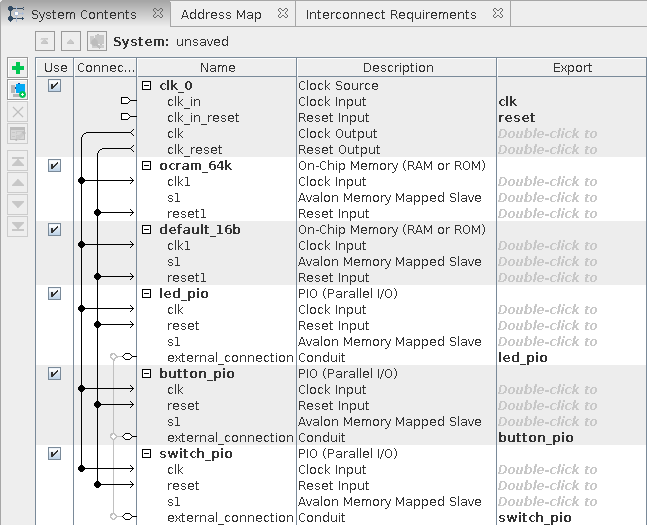 System Contents Address Map Interconnect Requirements
System: unsaved
Use Connec... Name Description Export
clk_0 Clock Source
clk_in Clock Input clk
clk_in_reset Reset Input reset
clk Clock Output Double-click to
clk_reset Reset Output Double-click to
ocram_64k On-Chip Memory (RAM or ROM)
clk1 Clock Input Double-click to
s1 Avalon Memory Mapped Slave Double-click to
reset1 Reset Input Double-click to
default_16b On-Chip Memory (RAM or ROM)
clk1 Clock Input Double-click to
s1 Avalon Memory Mapped Slave Double-click to
reset1 Reset Input Double-click to
led_pio PIO (Parallel I/O)
clk Clock Input Double-click to
reset Reset Input Double-click to
s1 Avalon Memory Mapped Slave Double-click to
external_connection Conduit led_pio
button_pio PIO (Parallel I/O)
clk Clock Input Double-click to
reset Reset Input Double-click to
s1 Avalon Memory Mapped Slave Double-click to
external_connection Conduit button_pio
switch_pio PIO (Parallel I/O)
clk Clock Input Double-click to
reset Reset Input Double-click to
s1 Avalon Memory Mapped Slave Double-click to
external_connection Conduit switch_pio